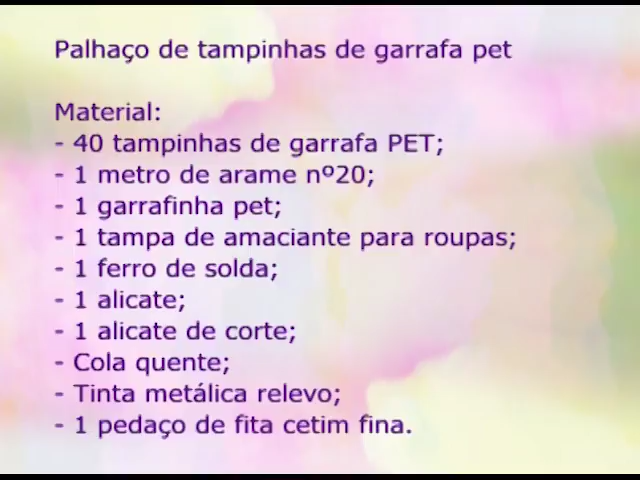 Palhaço de tampinhas de garrafa pet
Material:
- 40 tampinhas de garrafa PET;
- 1 metro de arame nº20;
- 1 garrafinha pet;
- 1 tampa de amaciante para roupas;
- 1 ferro de solda;
- 1 alicate;
- 1 alicate de corte;
- Cola quente;
- Tinta metálica relevo;
- 1 pedaço de fita cetim fina.